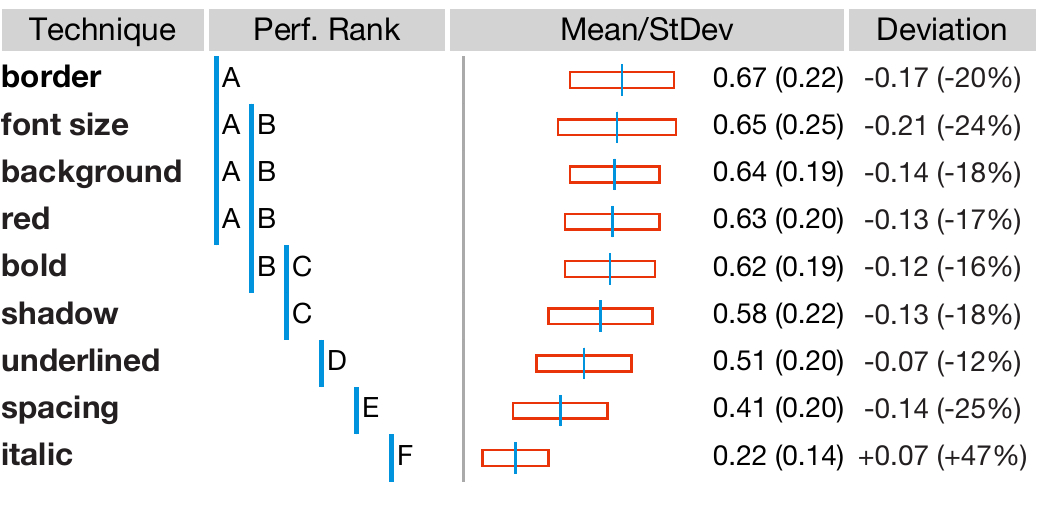 Technique Perf. Rank Mean/StDev Deviation
border A 0.67 (0.22) -0.17 (-20%)
font size A B 0.65 (0.25) -0.21 (-24%)
background A B 0.64 (0.19) -0.14 (-18%)
red A B 0.63 (0.20) -0.13 (-17%)
bold B C 0.62 (0.19) -0.12 (-16%)
shadow C 0.58 (0.22) -0.13 (-18%)
underlined D 0.51 (0.20) -0.07 (-12%)
spacing E 0.41 (0.20) -0.14 (-25%)
italic F 0.22 (0.14) +0.07 (+47%)